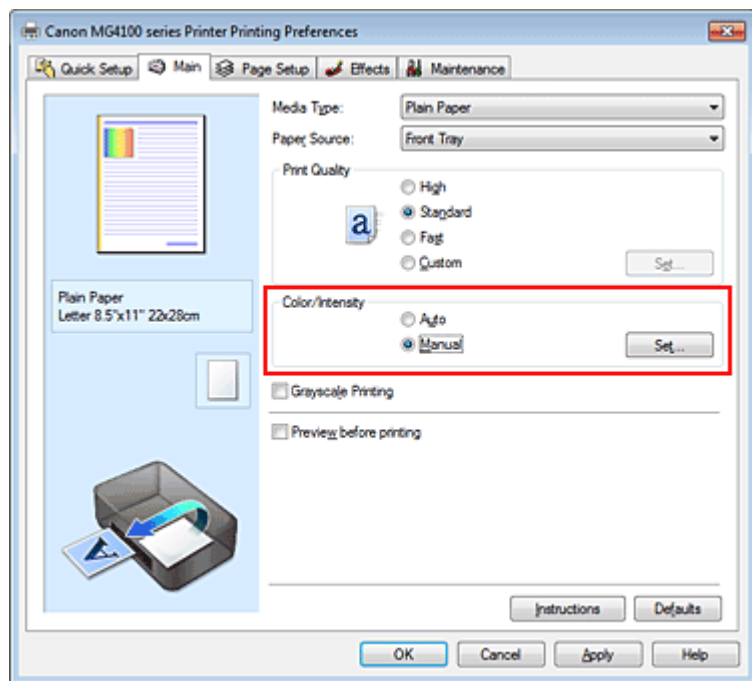 Canon MG4100 series Printer Printing Preferences
Quick Setup Main Page Setup Effects Maintenance
Media Type: Plain Paper
Paper Source: Front Tray
Print Quality
High
Standard
Fast
Custom Set...
Plain Paper
Letter 8.5"x11" 22x28cm
Color/Intensity
Auto
Manual Set...
Grayscale Printing
Preview before printing
Instructions Defaults
OK Cancel Apply Help